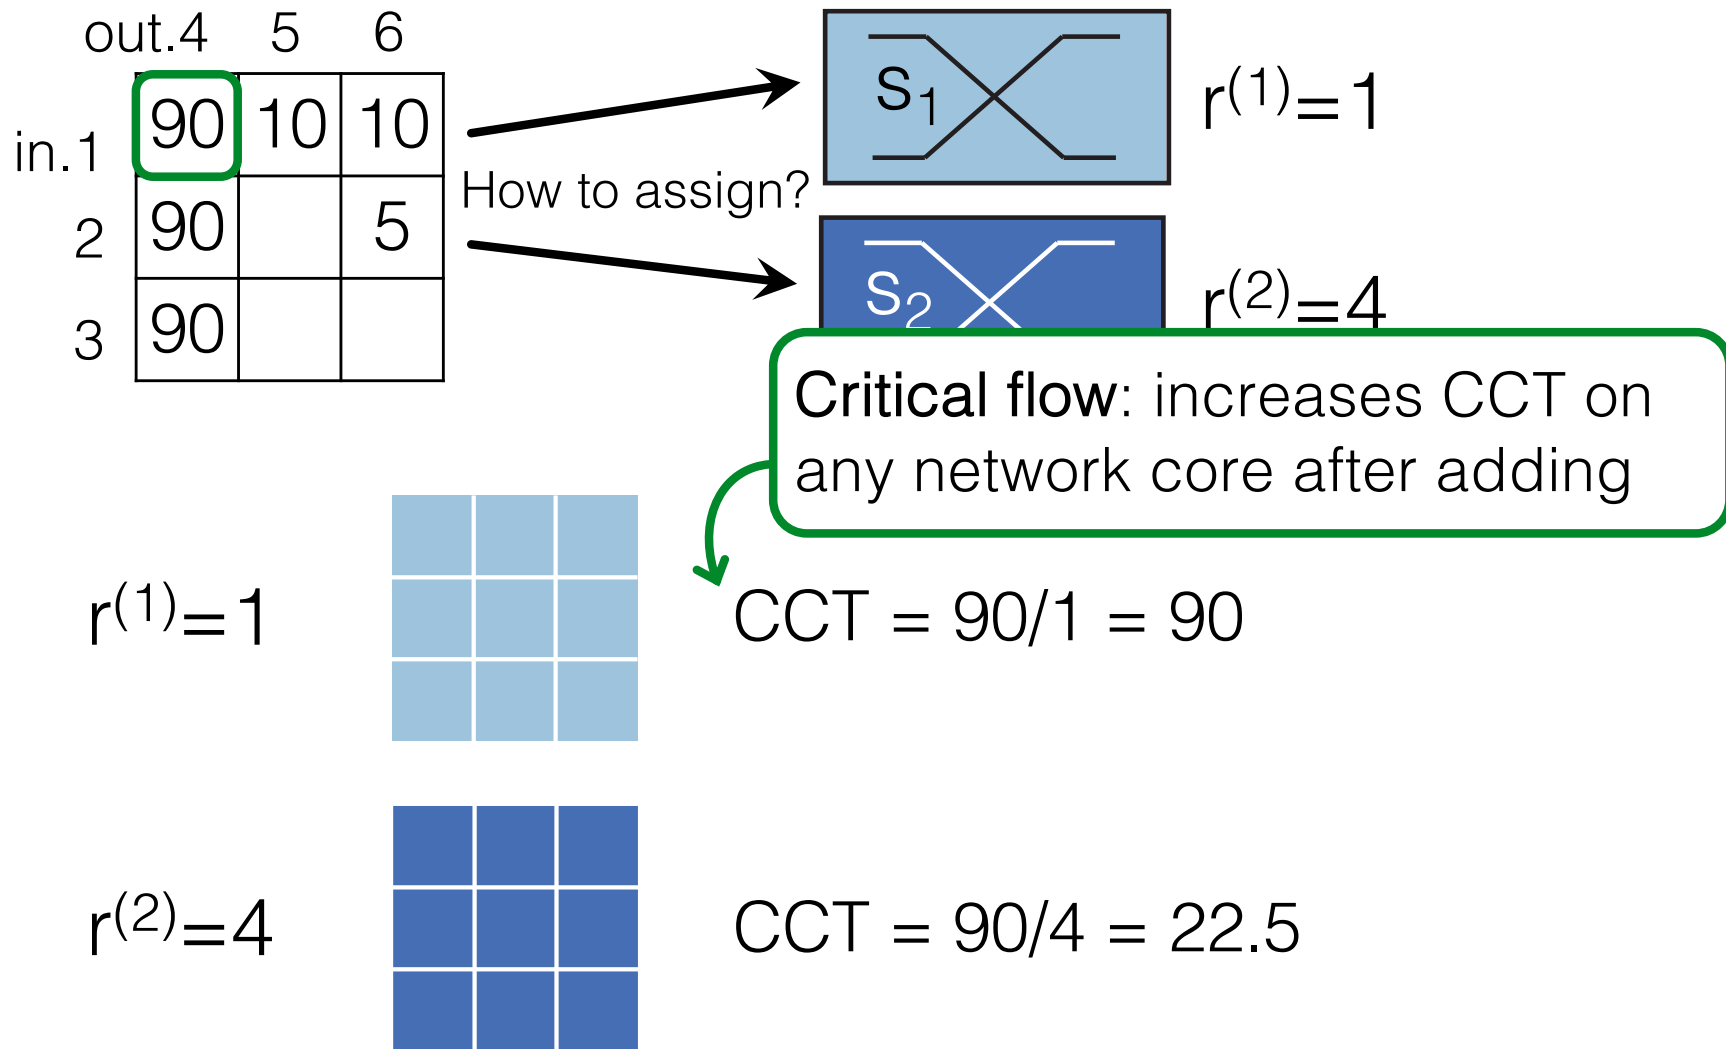 out.4 5 6
in.1 90 10 10
2 90 5
3 90
How to assign?
S₁
r⁽¹⁾=1
S₂
r⁽²⁾=4
Critical flow: increases CCT on
any network core after adding
r⁽¹⁾=1
CCT = 90/1 = 90
r⁽²⁾=4
CCT = 90/4 = 22.5